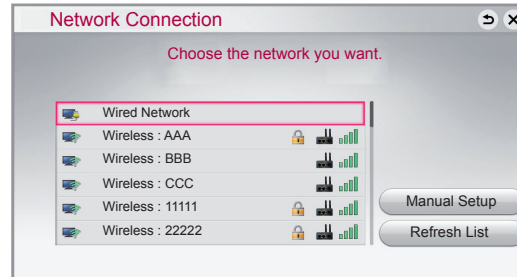 Network Connection
Choose the network you want.
Wired Network
Wireless : AAA
Wireless : BBB
Wireless : CCC
Wireless : 11111
Wireless : 22222
Manual Setup
Refresh List